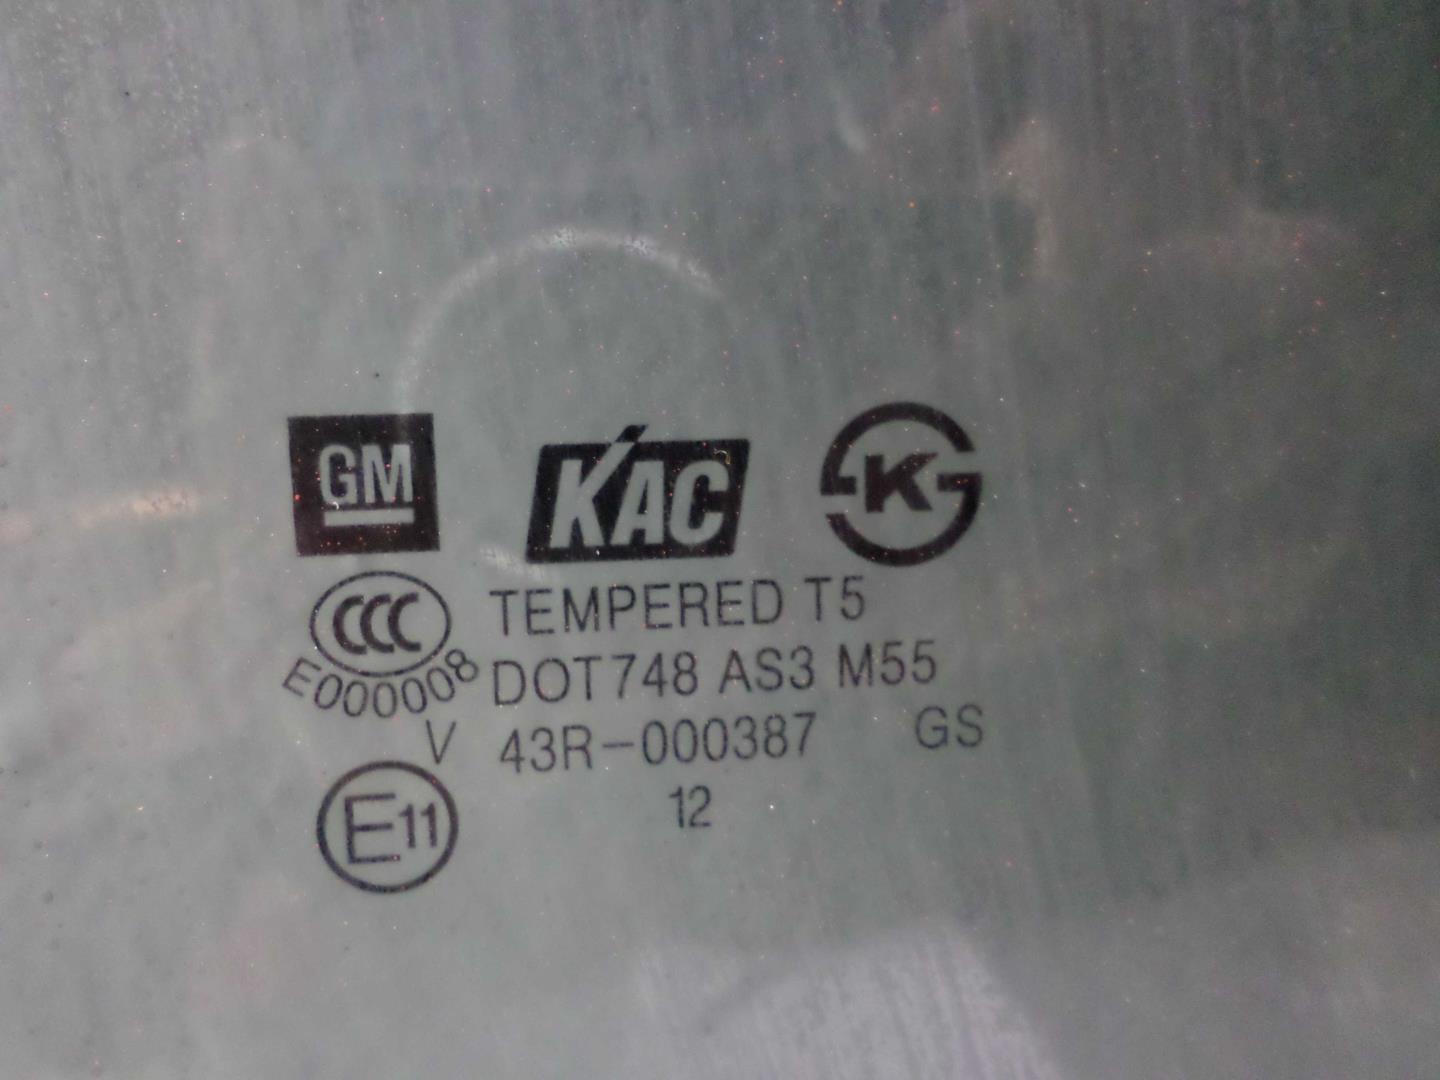 GM KAC K
CCC TEMPERED T5
E000008 DOT748 AS3 M55
V 43R-000387 GS
12
E11